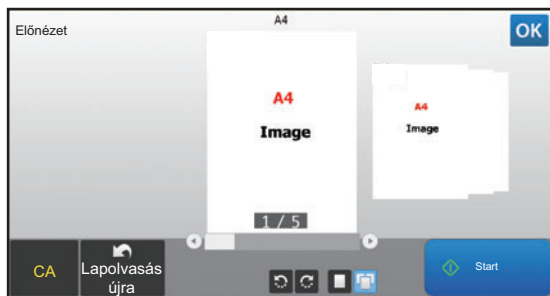 A4
Előnézet
OK
A4
Image
A4
Image
1 / 5
CA
Lapolvasás
újra
Start